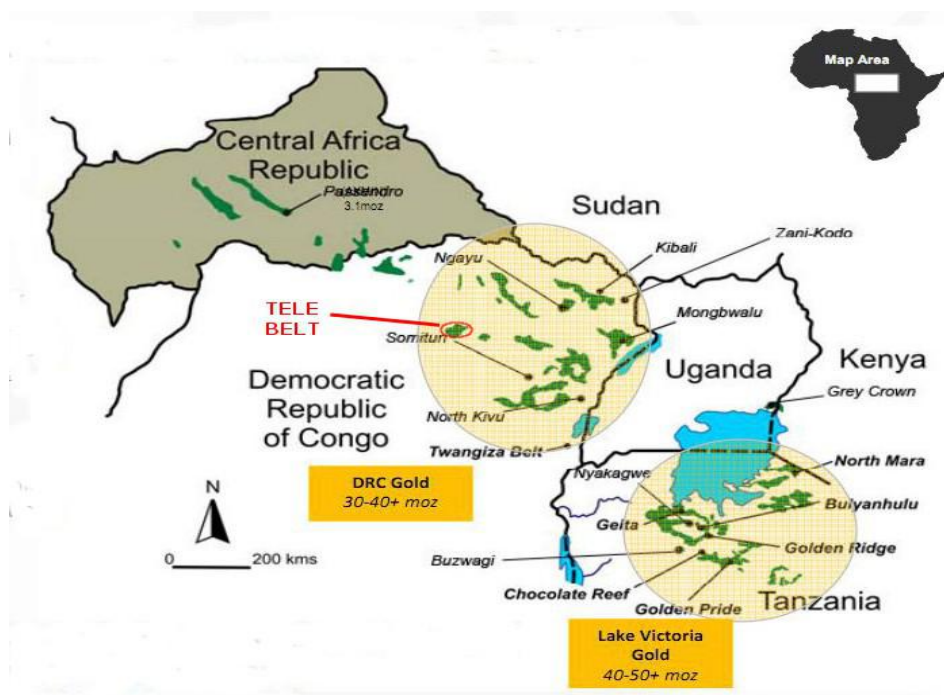 Map Area
Central Africa
Republic
Passendro
3.1moz
Sudan
Ngayu
Kibali
Zani-Kodo
TELE
BELT
Mongbwalu
Somituri
Uganda
Kenya
Democratic
Republic
of Congo
Grey Crown
North Kivu
Twangiza Belt
DRC Gold
30-40+ moz
Nyakagwe
North Mara
Bulyanhulu
N
Geita
0
200 kms
Buzwagi
Golden Ridge
Chocolate Reef
Golden Pride
Tanzania
Lake Victoria
Gold
40-50+ moz